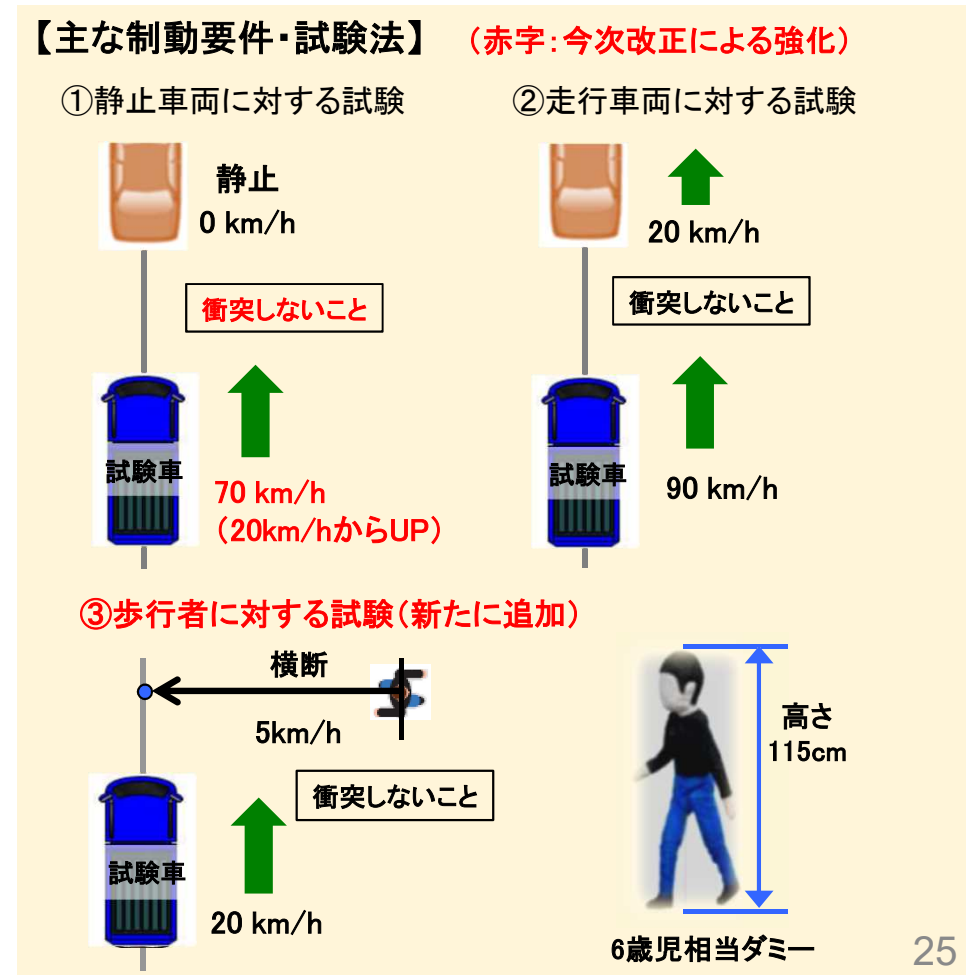 【主な制動要件・試験法】 （赤字：今次改正による強化）
①静止車両に対する試験
静止
0 km/h
衝突しないこと
試験車
70 km/h
（20km/hからUP）
②走行車両に対する試験
20 km/h
衝突しないこと
試験車
90 km/h
③歩行者に対する試験（新たに追加）
横断
5km/h
衝突しないこと
試験車
20 km/h
高さ
115cm
6歳児相当ダミー
25